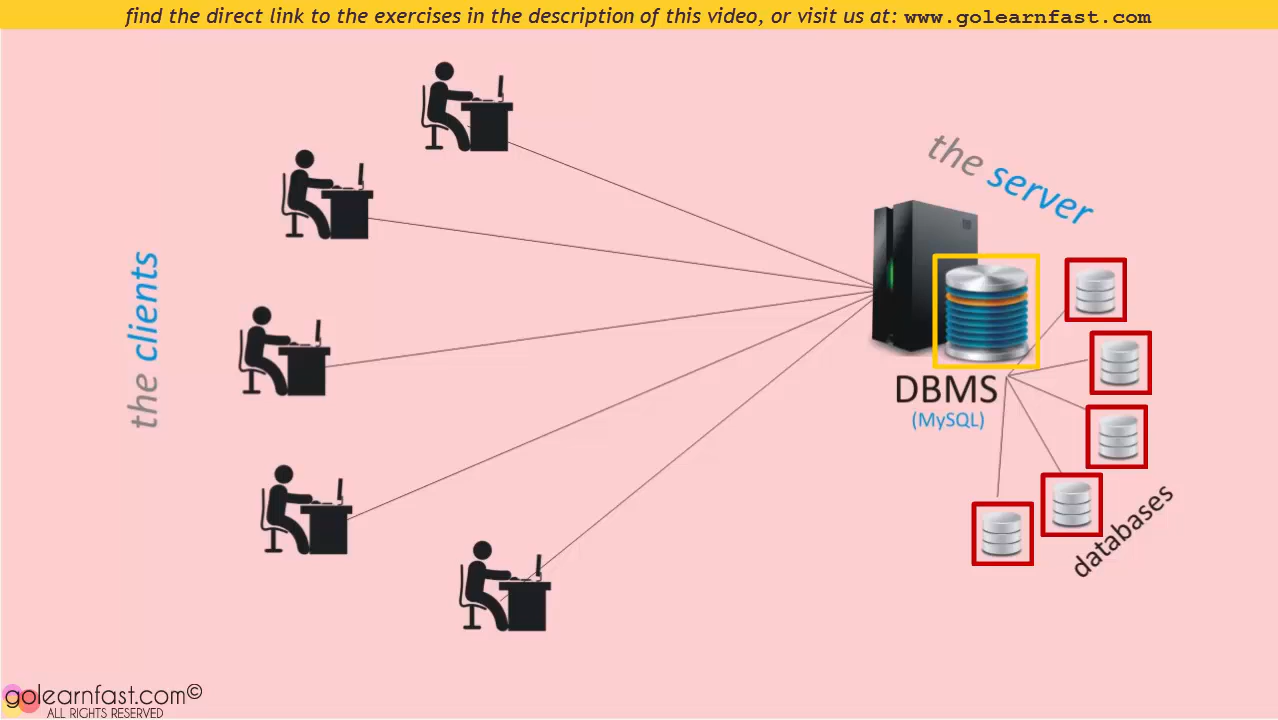 find the direct link to the exercises in the description of this video, or visit us at: www.golearnfast.com
the clients
the server
DBMS
(MySQL)
databases
golearnfast.com©
ALL RIGHTS RESERVED